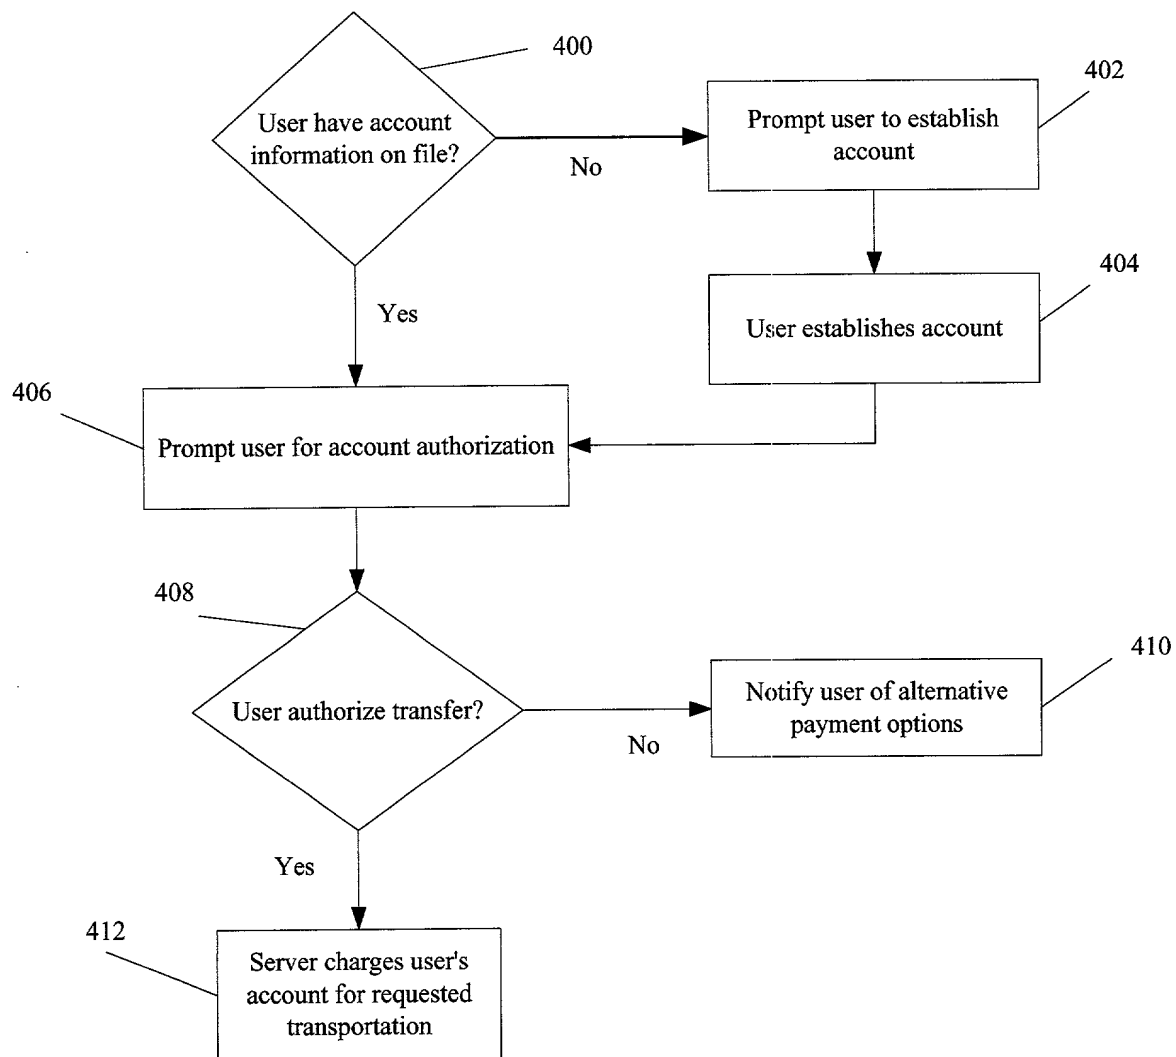 400
User have account
information on file?
No
402
Prompt user to establish
account
Yes
404
User establishes account
406
Prompt user for account authorization
408
User authorize transfer?
No
410
Notify user of alternative
payment options
Yes
412
Server charges user's
account for requested
transportation